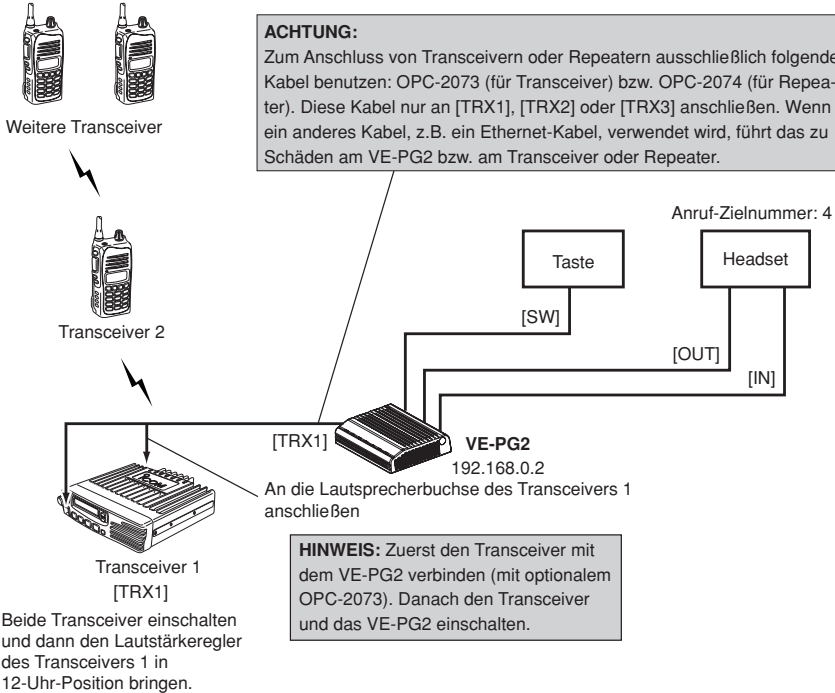 ACHTUNG:
Zum Anschluss von Transceivern oder Repeatern ausschließlich folgende
Kabel benutzen: OPC-2073 (für Transceiver) bzw. OPC-2074 (für Repea-
ter). Diese Kabel nur an [TRX1], [TRX2] oder [TRX3] anschließen. Wenn
ein anderes Kabel, z.B. ein Ethernet-Kabel, verwendet wird, führt das zu
Schäden am VE-PG2 bzw. am Transceiver oder Repeater.
Weitere Transceiver
Anruf-Zielnummer: 4
Taste
Headset
[SW]
Transceiver 2
[OUT]
[IN]
[TRX1]
VE-PG2
192.168.0.2
An die Lautsprecherbuchse des Transceivers 1
anschließen
ICOM
Transceiver 1
[TRX1]
HINWEIS: Zuerst den Transceiver mit
dem VE-PG2 verbinden (mit optionalem
OPC-2073). Danach den Transceiver
und das VE-PG2 einschalten.
Beide Transceiver einschalten
und dann den Lautstärkeregler
des Transceivers 1 in
12-Uhr-Position bringen.